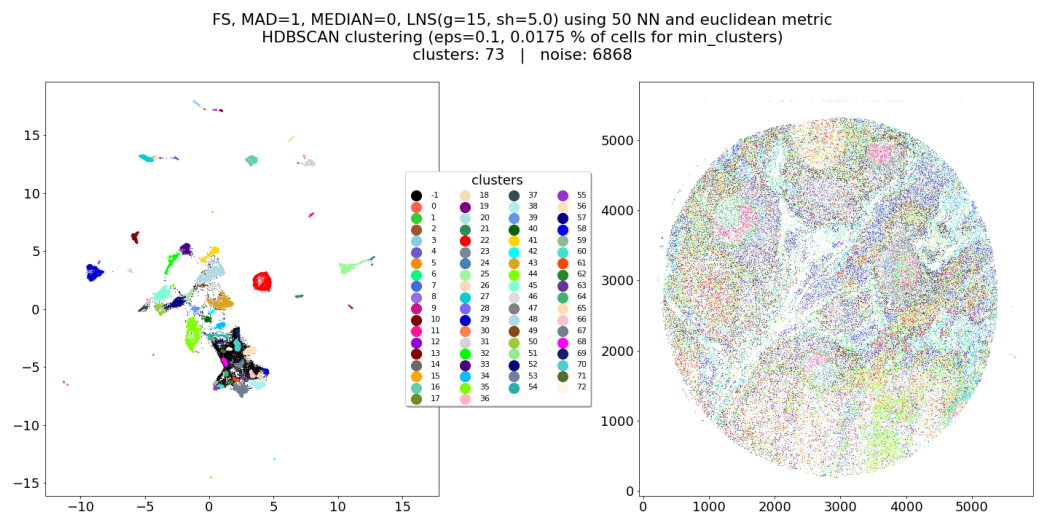 FS, MAD=1, MEDIAN=0, LNS(g=15, sh=5.0) using 50 NN and euclidean metric
HDBSCAN clustering (eps=0.1, 0.0175 % of cells for min_clusters)
clusters: 73 | noise: 6868
15
10
5
0
−5
−10
−15
−10 −5 0 5 10 15
clusters
-1 18 37 55
0 19 38 56
1 20 39 57
2 21 40 58
3 22 41 59
4 23 42 60
5 24 43 61
6 25 44 62
7 26 45 63
8 27 46 64
9 28 47 65
10 29 48 66
11 30 49 67
12 31 50 68
13 32 51 69
14 33 52 70
15 34 53 71
16 35 54 72
17 36
5000
4000
3000
2000
1000
0
0 1000 2000 3000 4000 5000